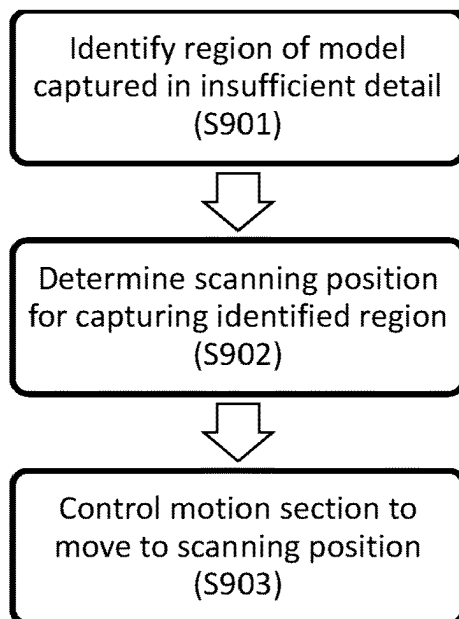 Identify region of model
captured in insufficient detail
(S901)
Determine scanning position
for capturing identified region
(S902)
Control motion section to
move to scanning position
(S903)